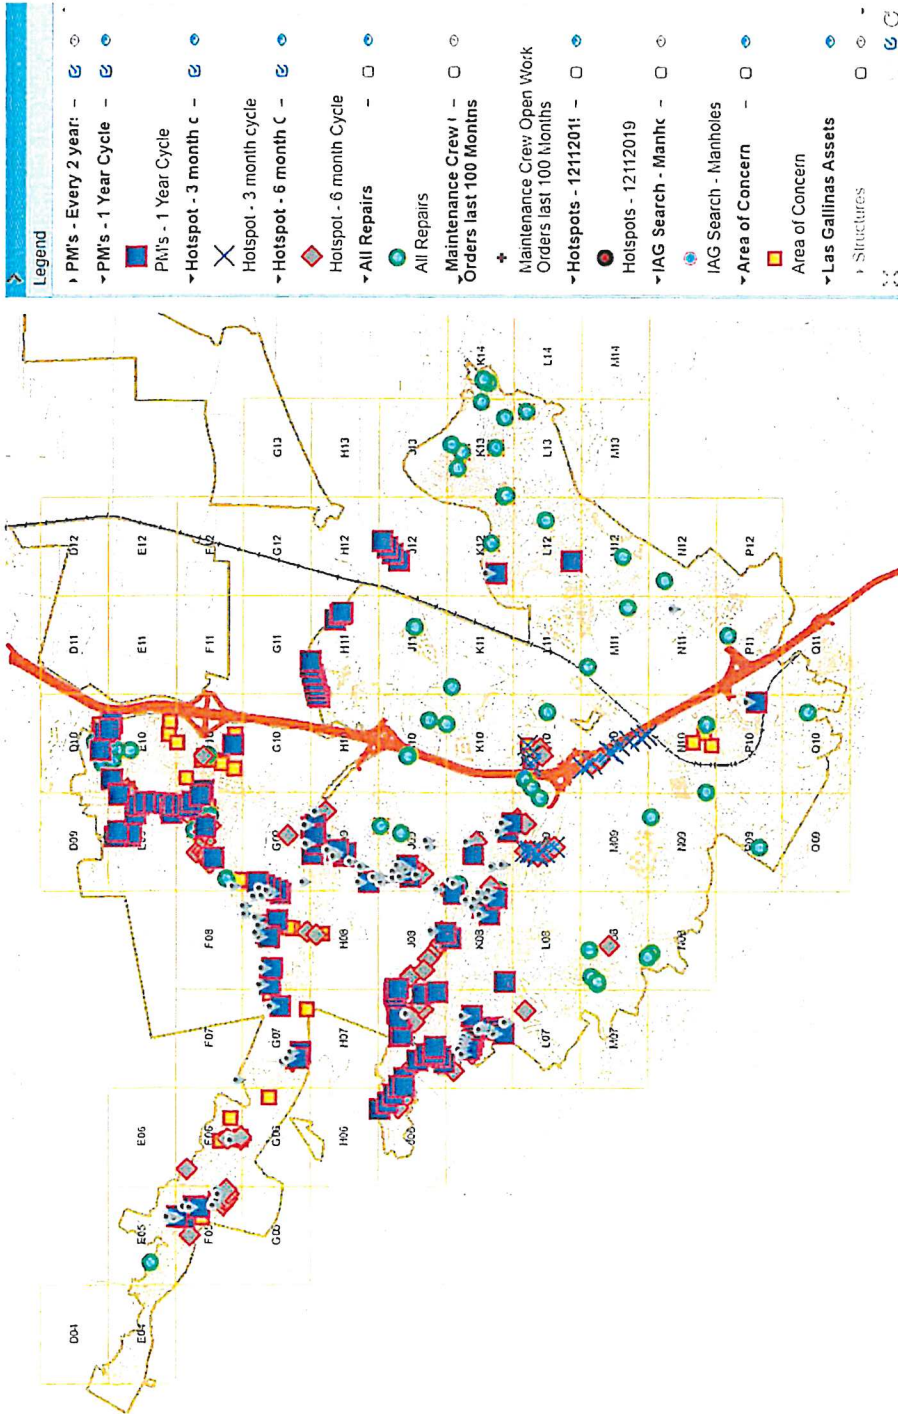 Legend
PM's - Every 2 year: -
PM's - 1 Year Cycle -
PM's - 1 Year Cycle
Hotspot - 3 month c -
Hotspot - 3 month cycle
Hotspot - 6 month C -
Hotspot - 6 month Cycle
All Repairs -
All Repairs
Maintenance Crew ( -
Orders last 100 Months
Maintenance Crew Open Work
Orders last 100 Months
Hotspots - 1211201! -
Hotspots - 12112019
IAG Search - Manhc -
IAG Search - Manholes
Area of Concern -
Area of Concern
Las Gallinas Assets
Structures
D04 D09 D10 D11 D12
E04 E05 E06 E10 E11 E12
F05 F06 F07 F08 F11 F12
G05 G06 G07 G09 G10 G11 G12 G13
H06 H07 H08 H10 H11 H12 H13
J06 J08 J09 J10 J11 J12 J13
K08 K10 K11 K12 K13 K14
L07 L08 L11 L12 L13 L14
M07 M09 M11 M12 M13 M14
N08 N09 N10 N11 N12
P09 P10 P11 P12
Q09 Q10 Q11